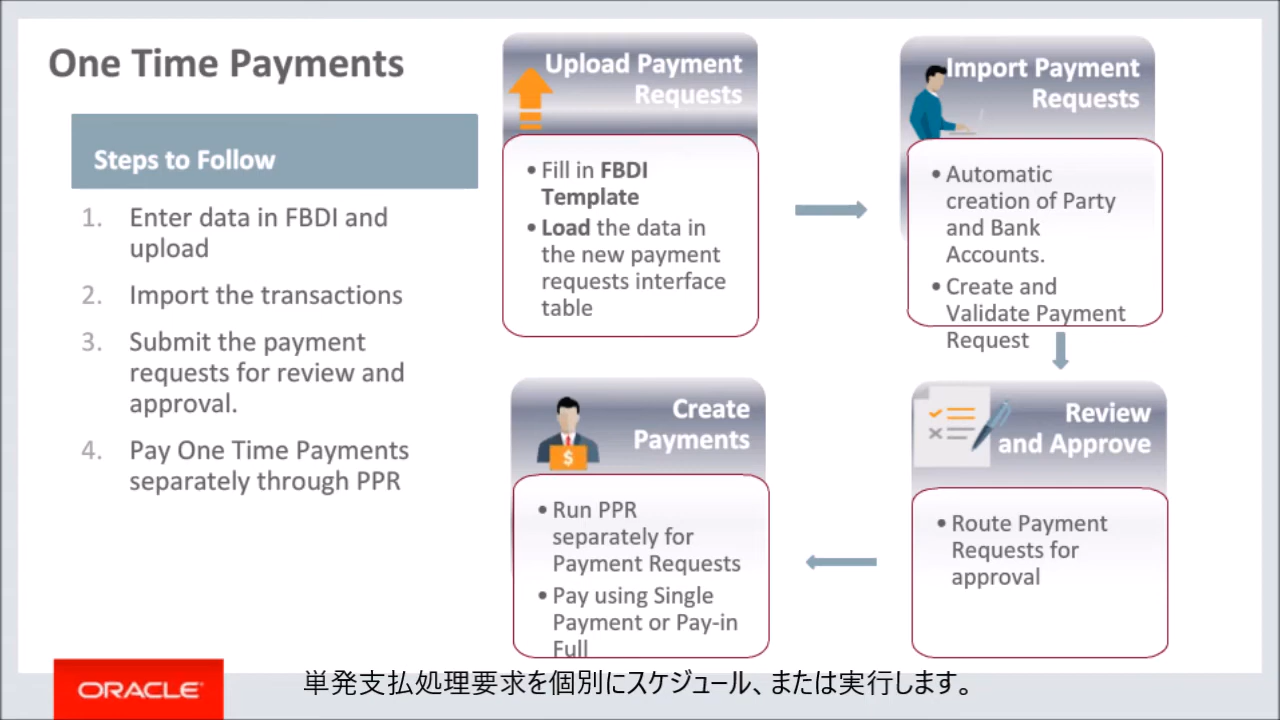 One Time Payments
Steps to Follow
1. Enter data in FBDI and
upload
2. Import the transactions
3. Submit the payment
requests for review and
approval.
4. Pay One Time Payments
separately through PPR
Upload Payment
Requests
• Fill in FBDI
Template
• Load the data in
the new payment
requests interface
table
Import Payment
Requests
• Automatic
creation of Party
and Bank
Accounts.
• Create and
Validate Payment
Request
Review
and Approve
• Route Payment
Requests for
approval
Create
Payments
$
• Run PPR
separately for
Payment Requests
• Pay using Single
Payment or Pay-in
Full
ORACLE
単発支払処理要求を個別にスケジュール、または実行します。